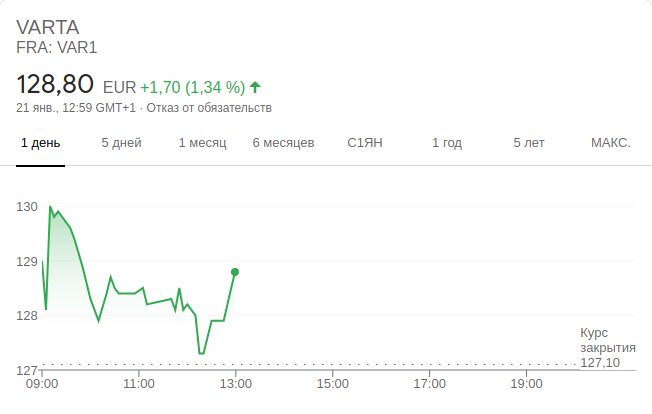 VARTA
FRA: VAR1
128,80 EUR +1,70 (1,34 %)
21 янв., 12:59 GMT+1 · Отказ от обязательств
1 день 5 дней 1 месяц 6 месяцев С1ЯН 1 год 5 лет МАКС.
130
129
128
127
Курс
закрытия
127,10
09:00 11:00 13:00 15:00 17:00 19:00